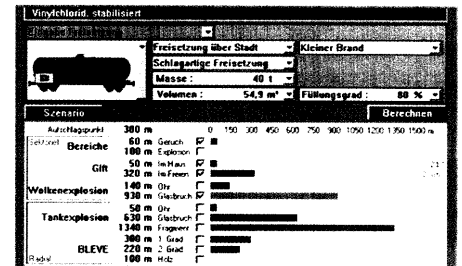 Vinylchlorid, stabilisiert
Freisetzung über Stadt Kleiner Brand
Schlagartige Freisetzung
Masse : 40 t
Volumen : 54,9 m³ Füllungsgrad : 88 %
Szenario Berechnen
Aufschlagspunkt 380 m 0 150 300 450 600 750 900 1050 1200 1350 1500 m
Bereiche 60 m Geruch
100 m Explosion
Gift 50 m Im Haus
320 m Im Freien
Wolkenexplosion 140 m Ohr
930 m Glasbruch
50 m Ohr
Tankexplosion 630 m Glasbruch
1340 m Fragment
300 m 1. Grad
BLEVE 220 m 2. Grad
Radial 100 m Holz